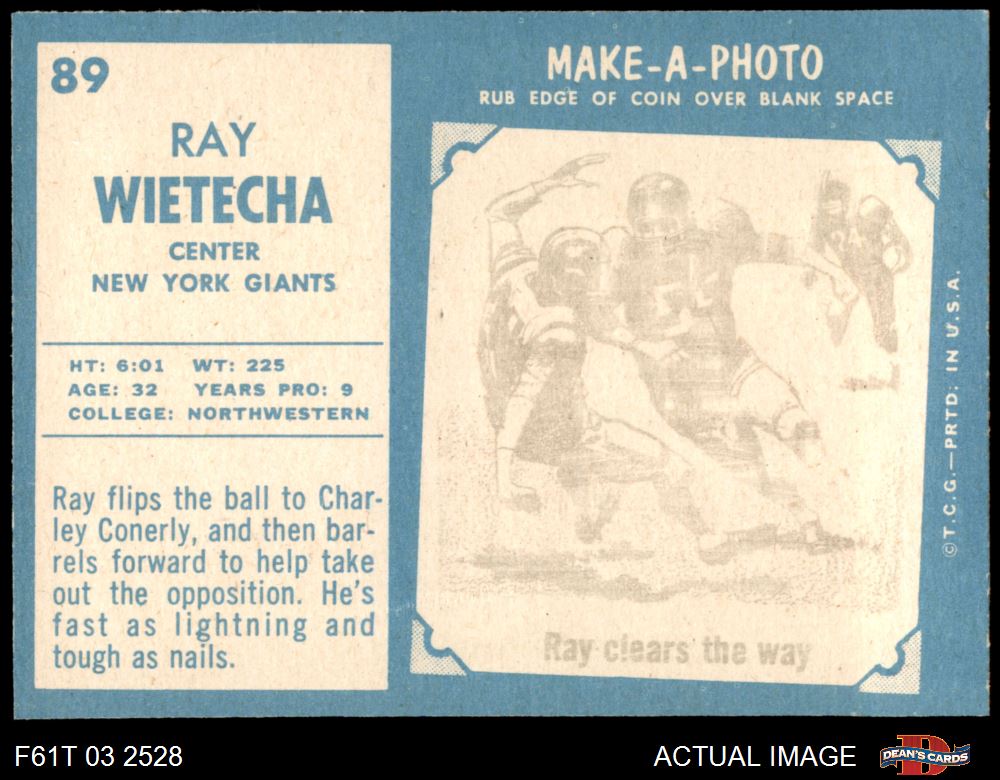 89
RAY
WIETECHA
CENTER
NEW YORK GIANTS
HT: 6:01 WT: 225
AGE: 32 YEARS PRO: 9
COLLEGE: NORTHWESTERN
Ray flips the ball to Char-
ley Conerly, and then bar-
rels forward to help take
out the opposition. He's
fast as lightning and
tough as nails.
MAKE-A-PHOTO
RUB EDGE OF COIN OVER BLANK SPACE
Ray clears the way
©T.C.G.—PRTD: IN U.S.A.
F61T 03 2528
ACTUAL IMAGE
D
DEAN'S CARDS